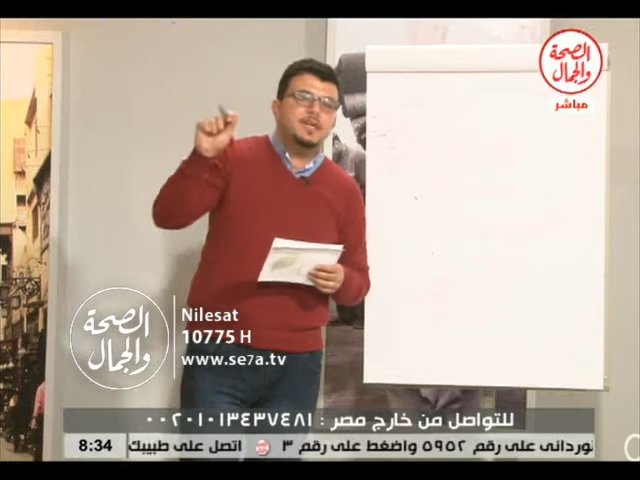 الصحة
والجمال
مباشر
الصحة
والجمال
Nilesat
10775 H
www.se7a.tv
للتواصل من خارج مصر : ٠٠٢٠١٠١٣٤٣٧٤٨١
نوردانى على رقم ٥٩٥٢ واضغط على رقم ٣ اتصل على طبيبك
8:34